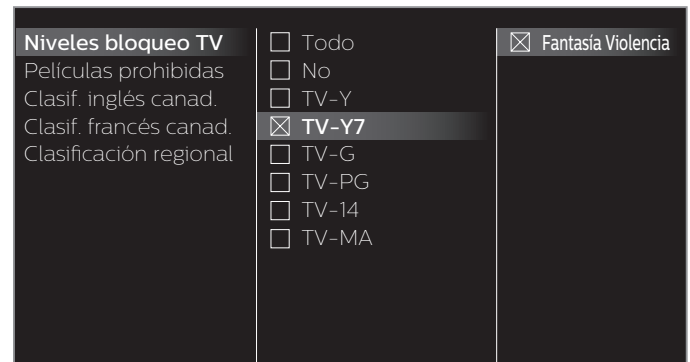 Niveles bloqueo TV
Películas prohibidas
Clasif. inglés canad.
Clasif. francés canad.
Clasificación regional
Todo
No
TV-Y
TV-Y7
TV-G
TV-PG
TV-14
TV-MA
Fantasía Violencia